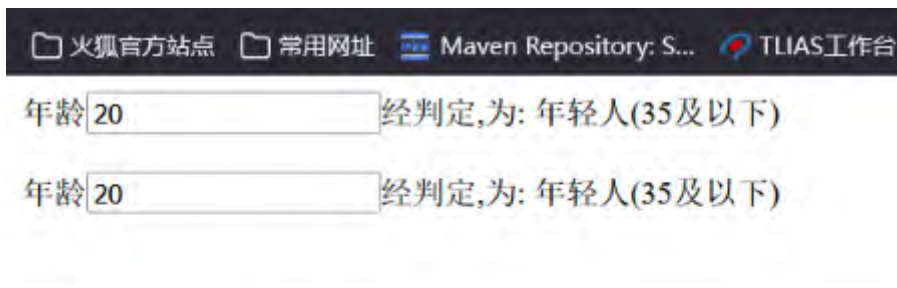 火狐官方站点 常用网址 Maven Repository: S... TLIAS工作台
年龄 20 经判定,为: 年轻人(35及以下)
年龄 20 经判定,为: 年轻人(35及以下)